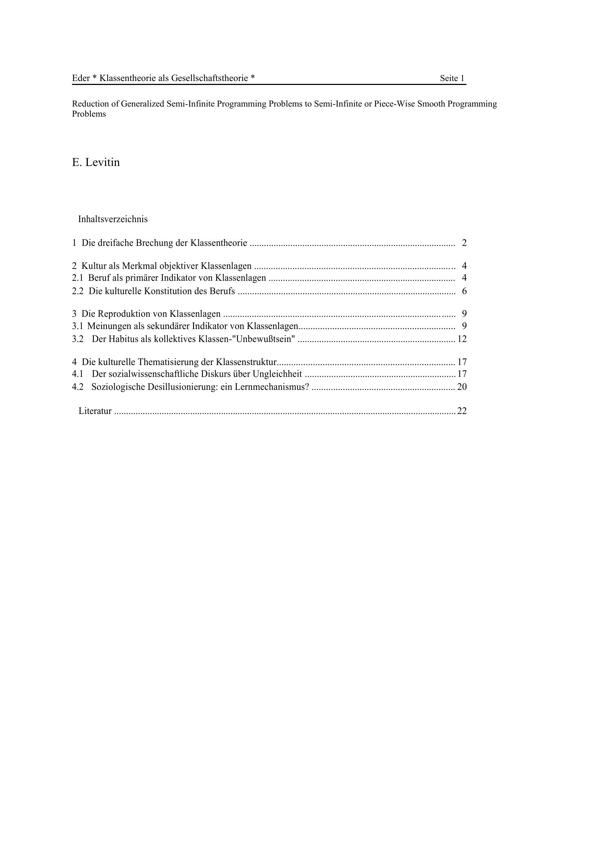 Eder * Klassentheorie als Gesellschaftstheorie * Seite 1
Reduction of Generalized Semi-Infinite Programming Problems to Semi-Infinite or Piece-Wise Smooth Programming
Problems
E. Levitin
Inhaltsverzeichnis
1 Die dreifache Brechung der Klassentheorie ..................................................................................... 2
2 Kultur als Merkmal objektiver Klassenlagen ................................................................................... 4
2.1 Beruf als primärer Indikator von Klassenlagen ............................................................................. 4
2.2 Die kulturelle Konstitution des Berufs .......................................................................................... 6
3 Die Reproduktion von Klassenlagen ................................................................................................ 9
3.1 Meinungen als sekundärer Indikator von Klassenlagen................................................................. 9
3.2 Der Habitus als kollektives Klassen-"Unbewußtsein" .................................................................. 12
4 Die kulturelle Thematisierung der Klassenstruktur.......................................................................... 17
4.1 Der sozialwissenschaftliche Diskurs über Ungleichheit ............................................................... 17
4.2 Soziologische Desillusionierung: ein Lernmechanismus? ............................................................ 20
Literatur .............................................................................................................................................. 22